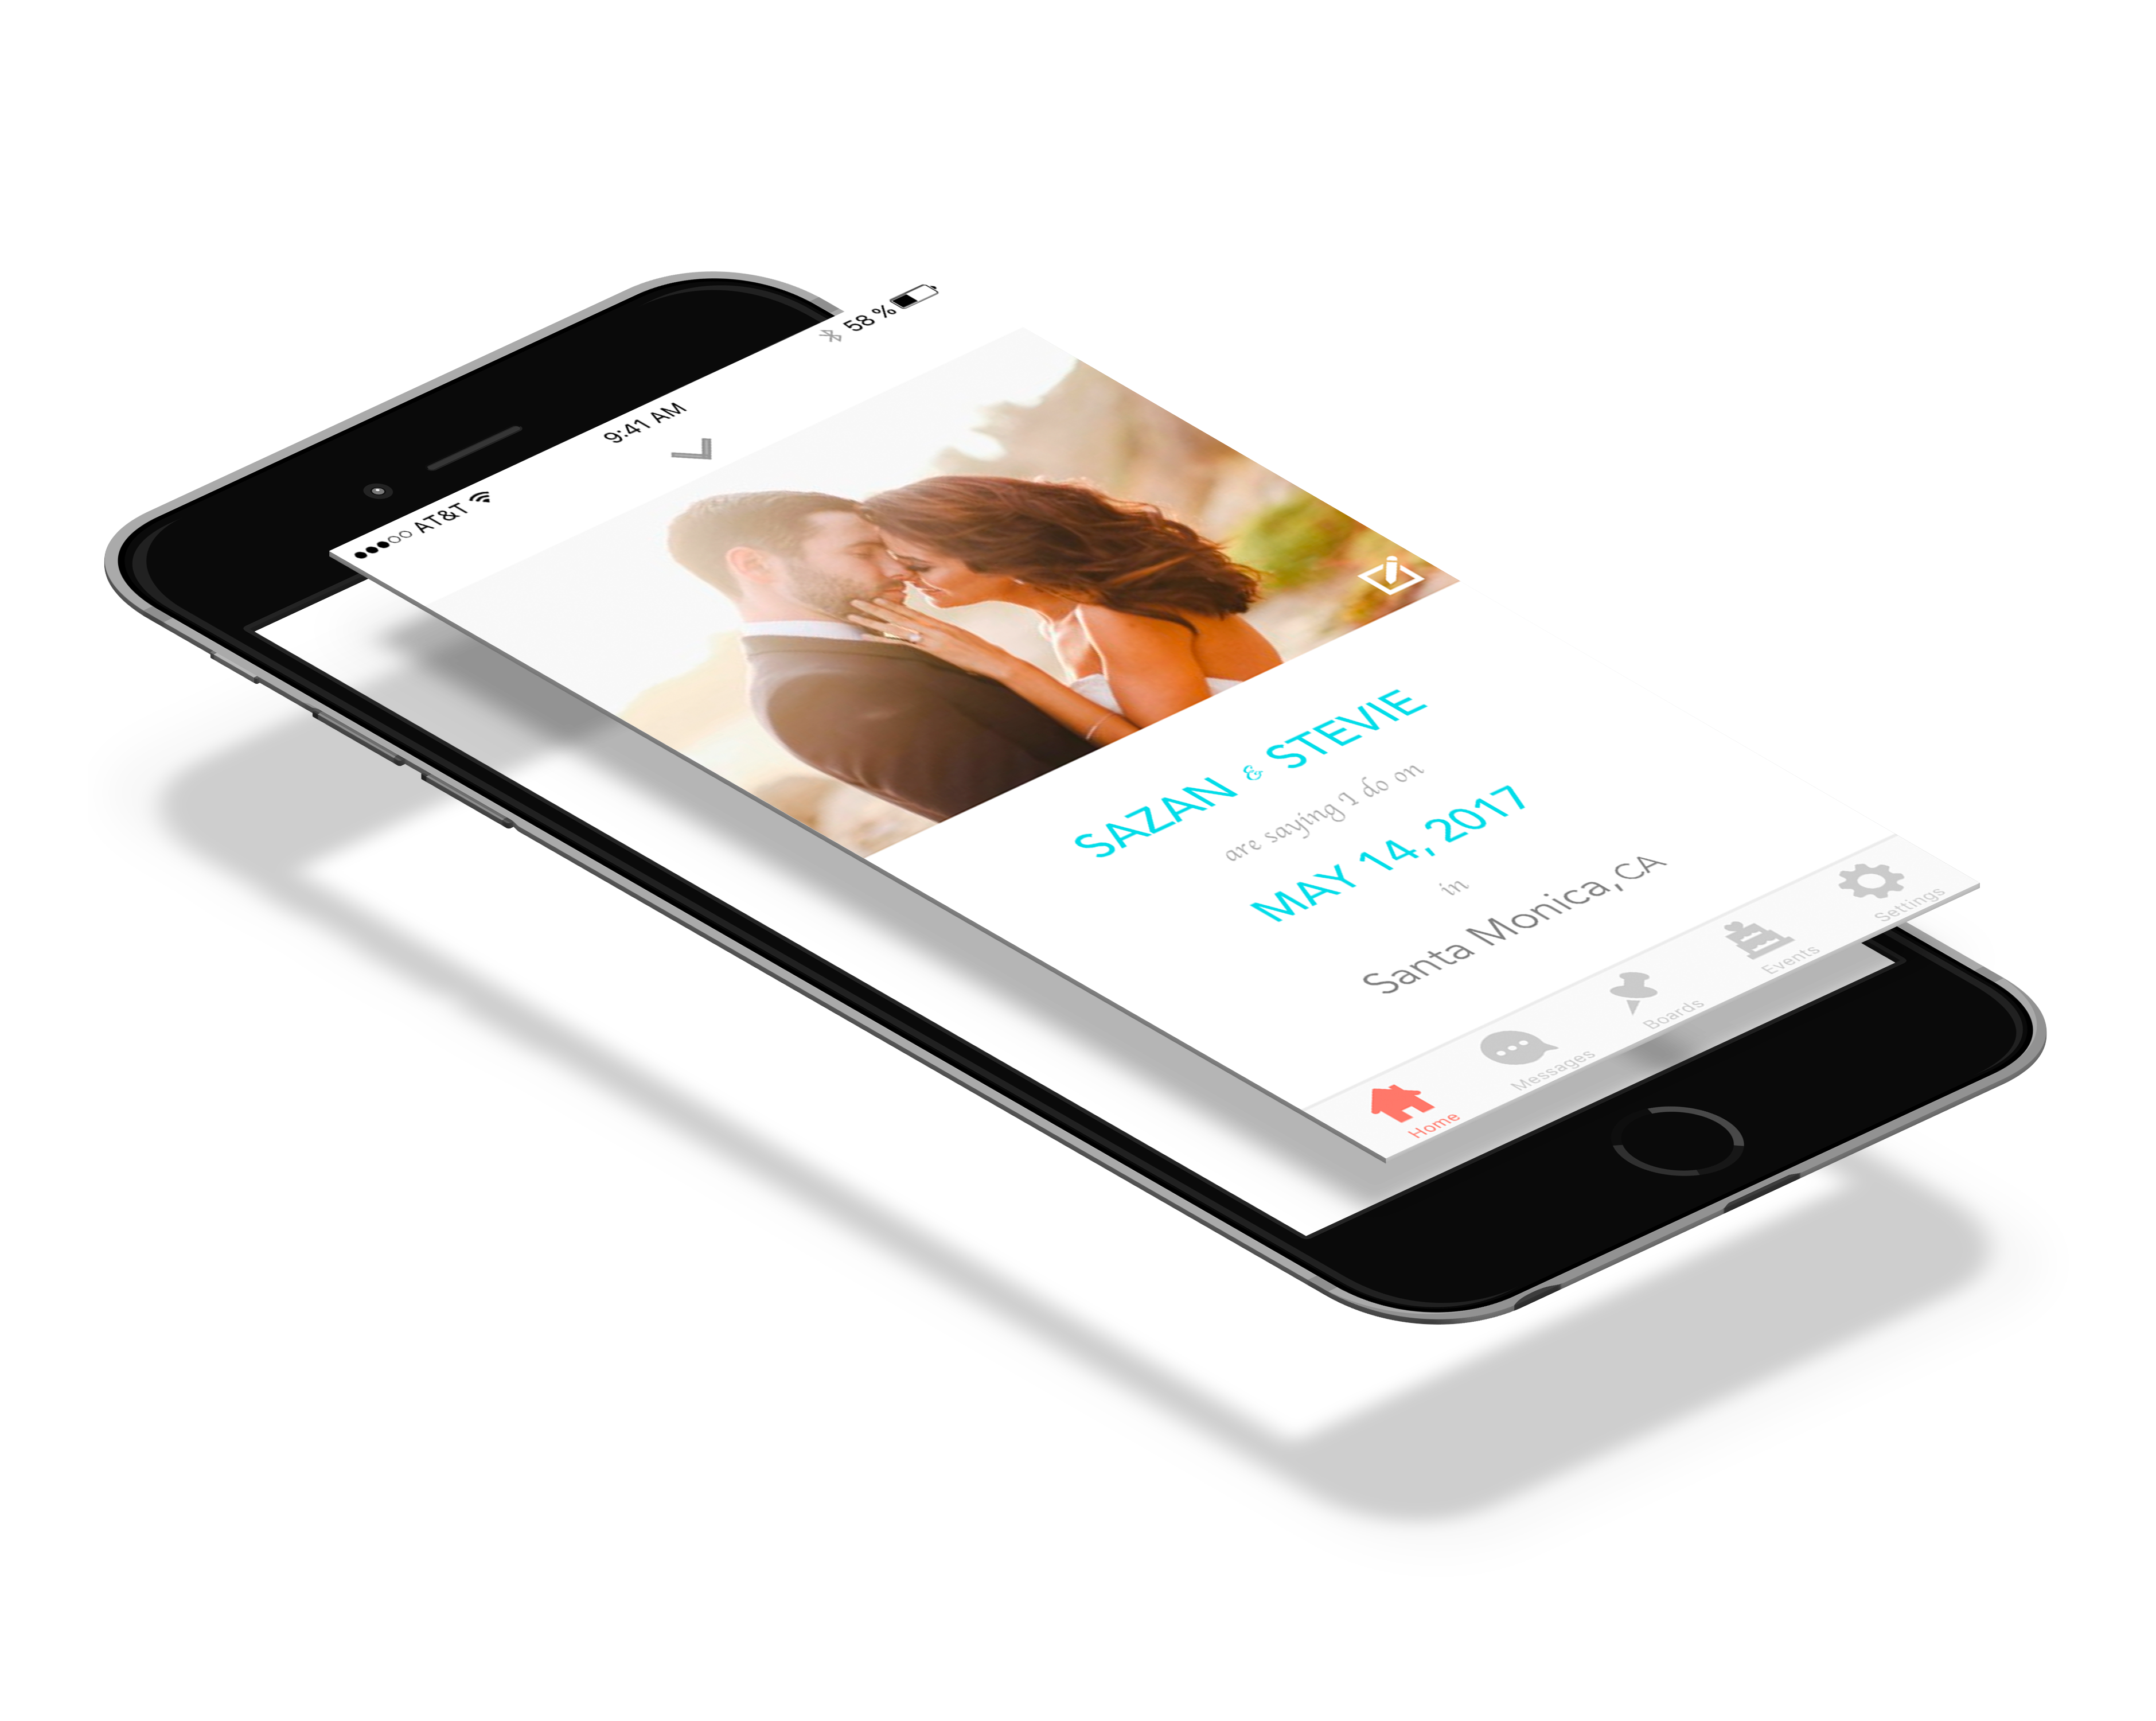 AT&T 9:41 AM 58 %
SAZAN & STEVIE
are saying I do on
MAY 14, 2017
in
Santa Monica, CA
Home Messages Boards Events Settings